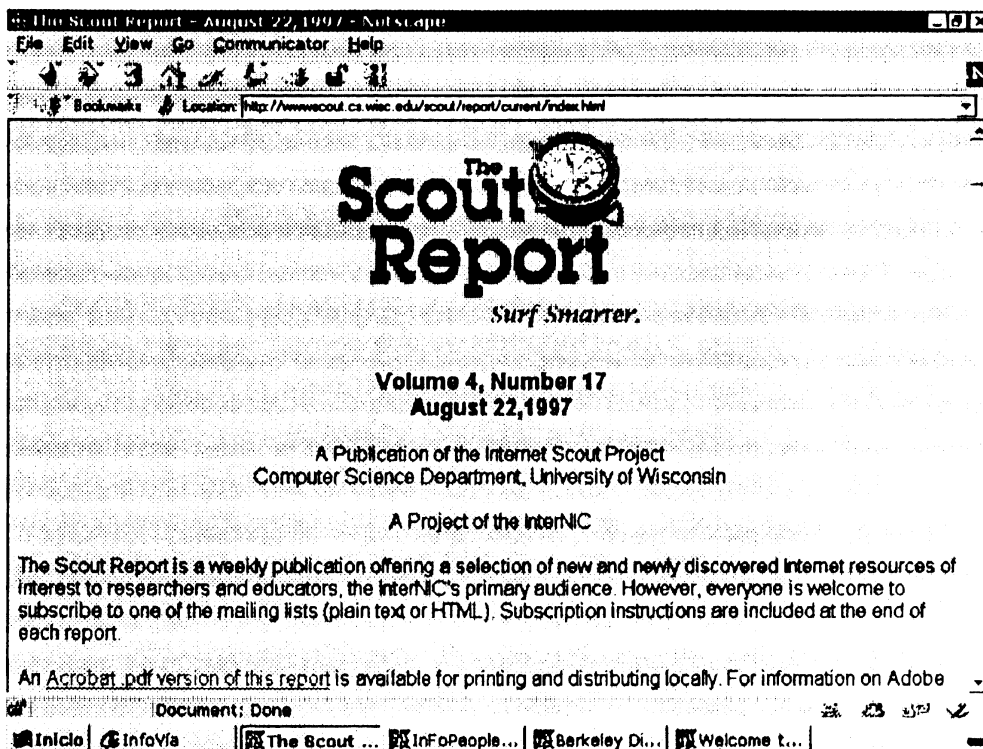 The Scout Report - August 22,1997 - Netscape
File Edit View Go Communicator Help
N
Bookmarks Location: http://wwwscout.cs.wisc.edu/scout/report/current/index.html
The
Scout
Report
Surf Smarter.
Volume 4, Number 17
August 22,1997
A Publication of the Internet Scout Project
Computer Science Department, University of Wisconsin
A Project of the InterNIC
The Scout Report is a weekly publication offering a selection of new and newly discovered Internet resources of
interest to researchers and educators, the InterNIC's primary audience. However, everyone is welcome to
subscribe to one of the mailing lists (plain text or HTML). Subscription instructions are included at the end of
each report.
An Acrobat .pdf version of this report is available for printing and distributing locally. For information on Adobe
Document: Done
Inicio InfoVía The Scout ... InFoPeople... Berkeley Di... Welcome t...